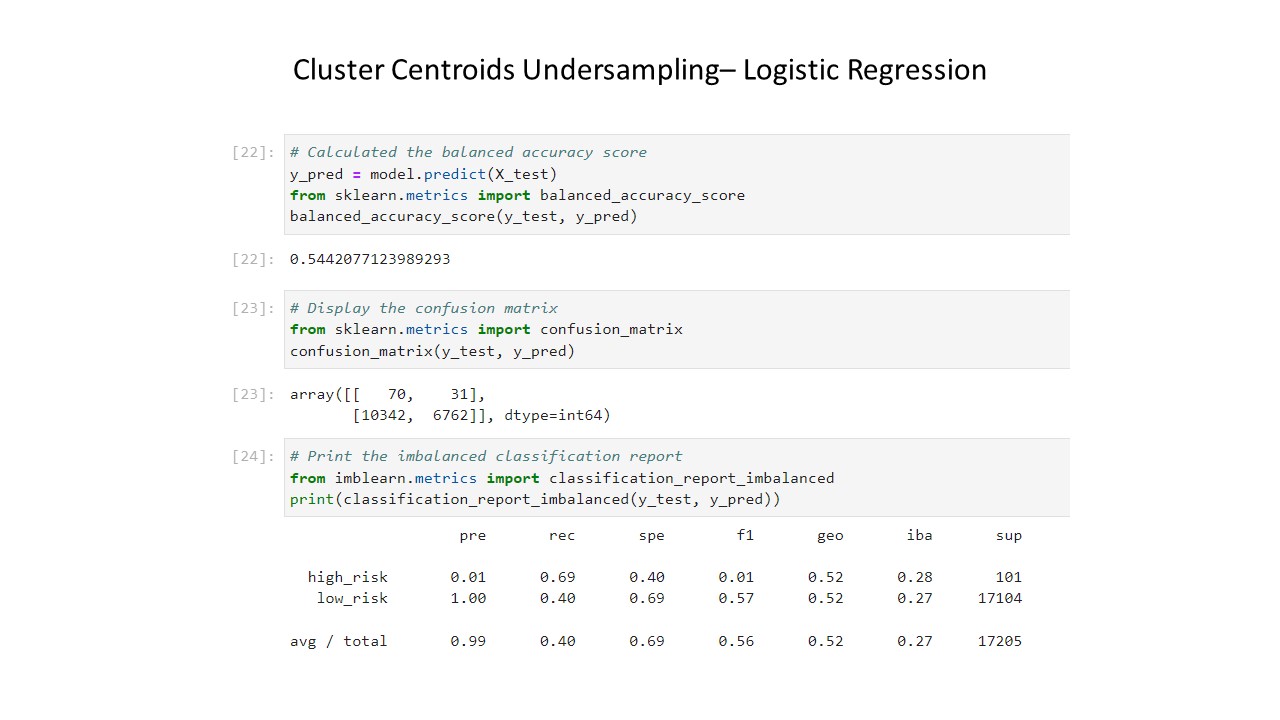 Cluster Centroids Undersampling– Logistic Regression
[22]: # Calculated the balanced accuracy score
y_pred = model.predict(X_test)
from sklearn.metrics import balanced_accuracy_score
balanced_accuracy_score(y_test, y_pred)
[22]: 0.5442077123989293
[23]: # Display the confusion matrix
from sklearn.metrics import confusion_matrix
confusion_matrix(y_test, y_pred)
[23]: array([[   70,    31],
       [10342,  6762]], dtype=int64)
[24]: # Print the imbalanced classification report
from imblearn.metrics import classification_report_imbalanced
print(classification_report_imbalanced(y_test, y_pred))
pre rec spe f1 geo iba sup
high_risk 0.01 0.69 0.40 0.01 0.52 0.28 101
low_risk 1.00 0.40 0.69 0.57 0.52 0.27 17104
avg / total 0.99 0.40 0.69 0.56 0.52 0.27 17205